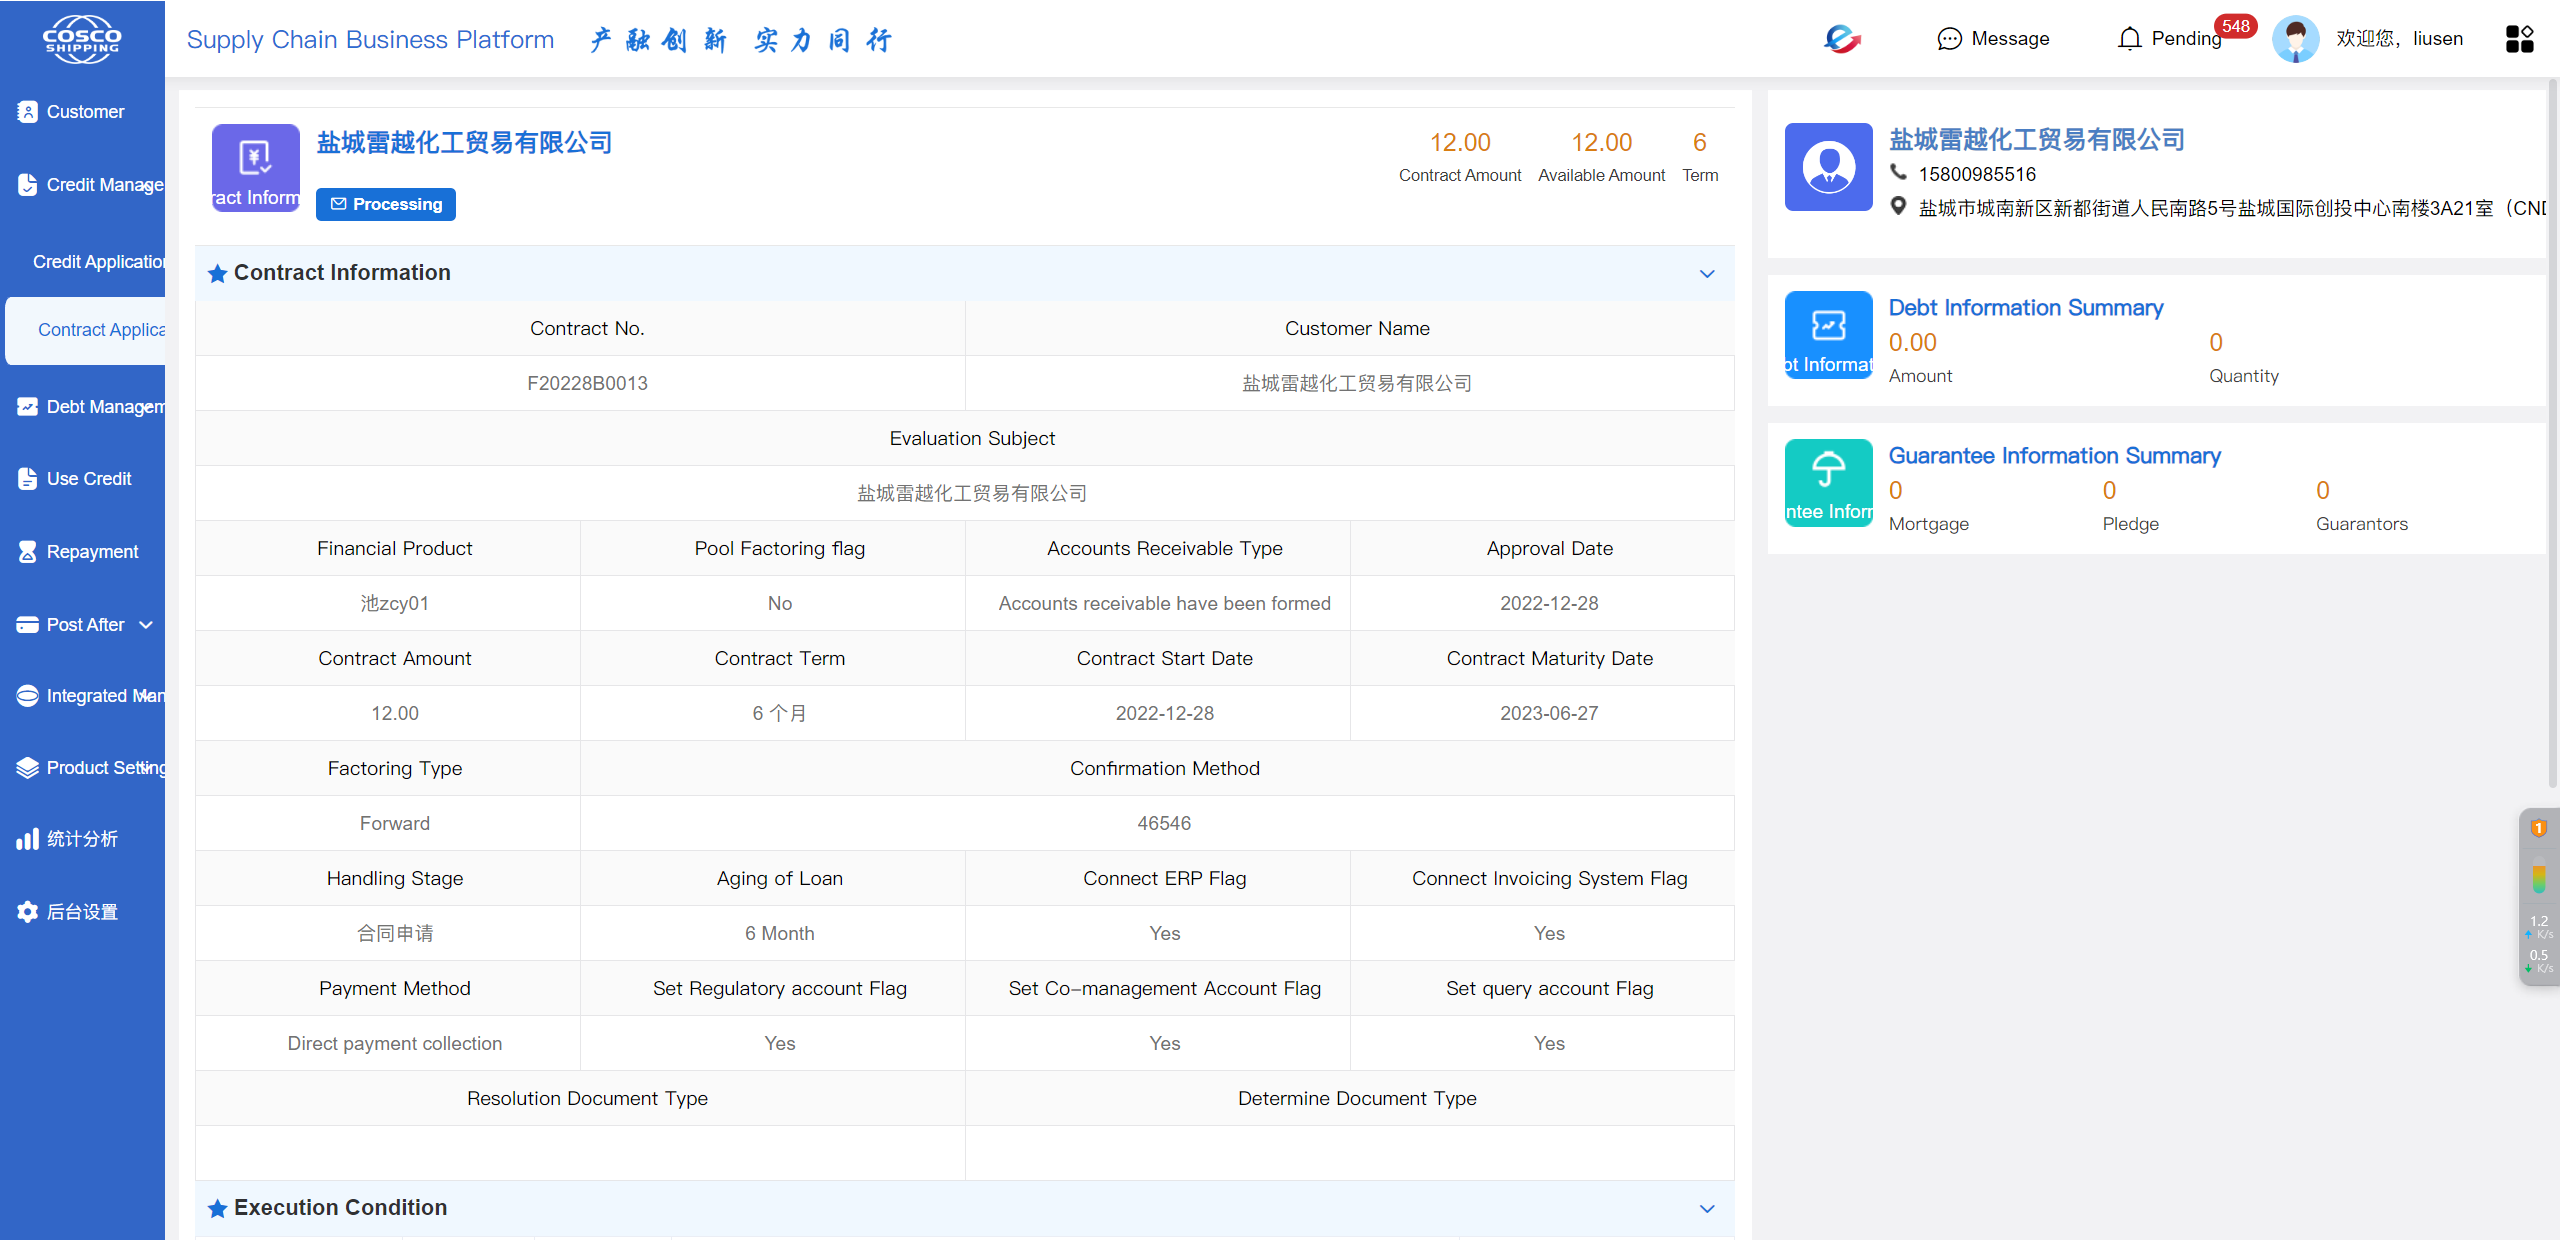 COSCO
SHIPPING
Supply Chain Business Platform
产融创新 实力同行
Message
Pending
548
欢迎您，liusen
Customer
Credit Manage
Credit Application
Contract Applica
Debt Managem
Use Credit
Repayment
Post After
Integrated Man
Product Setting
统计分析
后台设置
ract Inform
盐城雷越化工贸易有限公司
Processing
12.00
12.00
6
Contract Amount
Available Amount
Term
Contract Information
Contract No.
Customer Name
F20228B0013
盐城雷越化工贸易有限公司
Evaluation Subject
盐城雷越化工贸易有限公司
Financial Product
Pool Factoring flag
Accounts Receivable Type
Approval Date
池zcy01
No
Accounts receivable have been formed
2022-12-28
Contract Amount
Contract Term
Contract Start Date
Contract Maturity Date
12.00
6 个月
2022-12-28
2023-06-27
Factoring Type
Confirmation Method
Forward
46546
Handling Stage
Aging of Loan
Connect ERP Flag
Connect Invoicing System Flag
合同申请
6 Month
Yes
Yes
Payment Method
Set Regulatory account Flag
Set Co-management Account Flag
Set query account Flag
Direct payment collection
Yes
Yes
Yes
Resolution Document Type
Determine Document Type
Execution Condition
盐城雷越化工贸易有限公司
15800985516
盐城市城南新区新都街道人民南路5号盐城国际创投中心南楼3A21室（CND
bt Informat
Debt Information Summary
0.00
0
Amount
Quantity
ntee Inforr
Guarantee Information Summary
0
0
0
Mortgage
Pledge
Guarantors
1
1.2
K/s
0.5
K/s